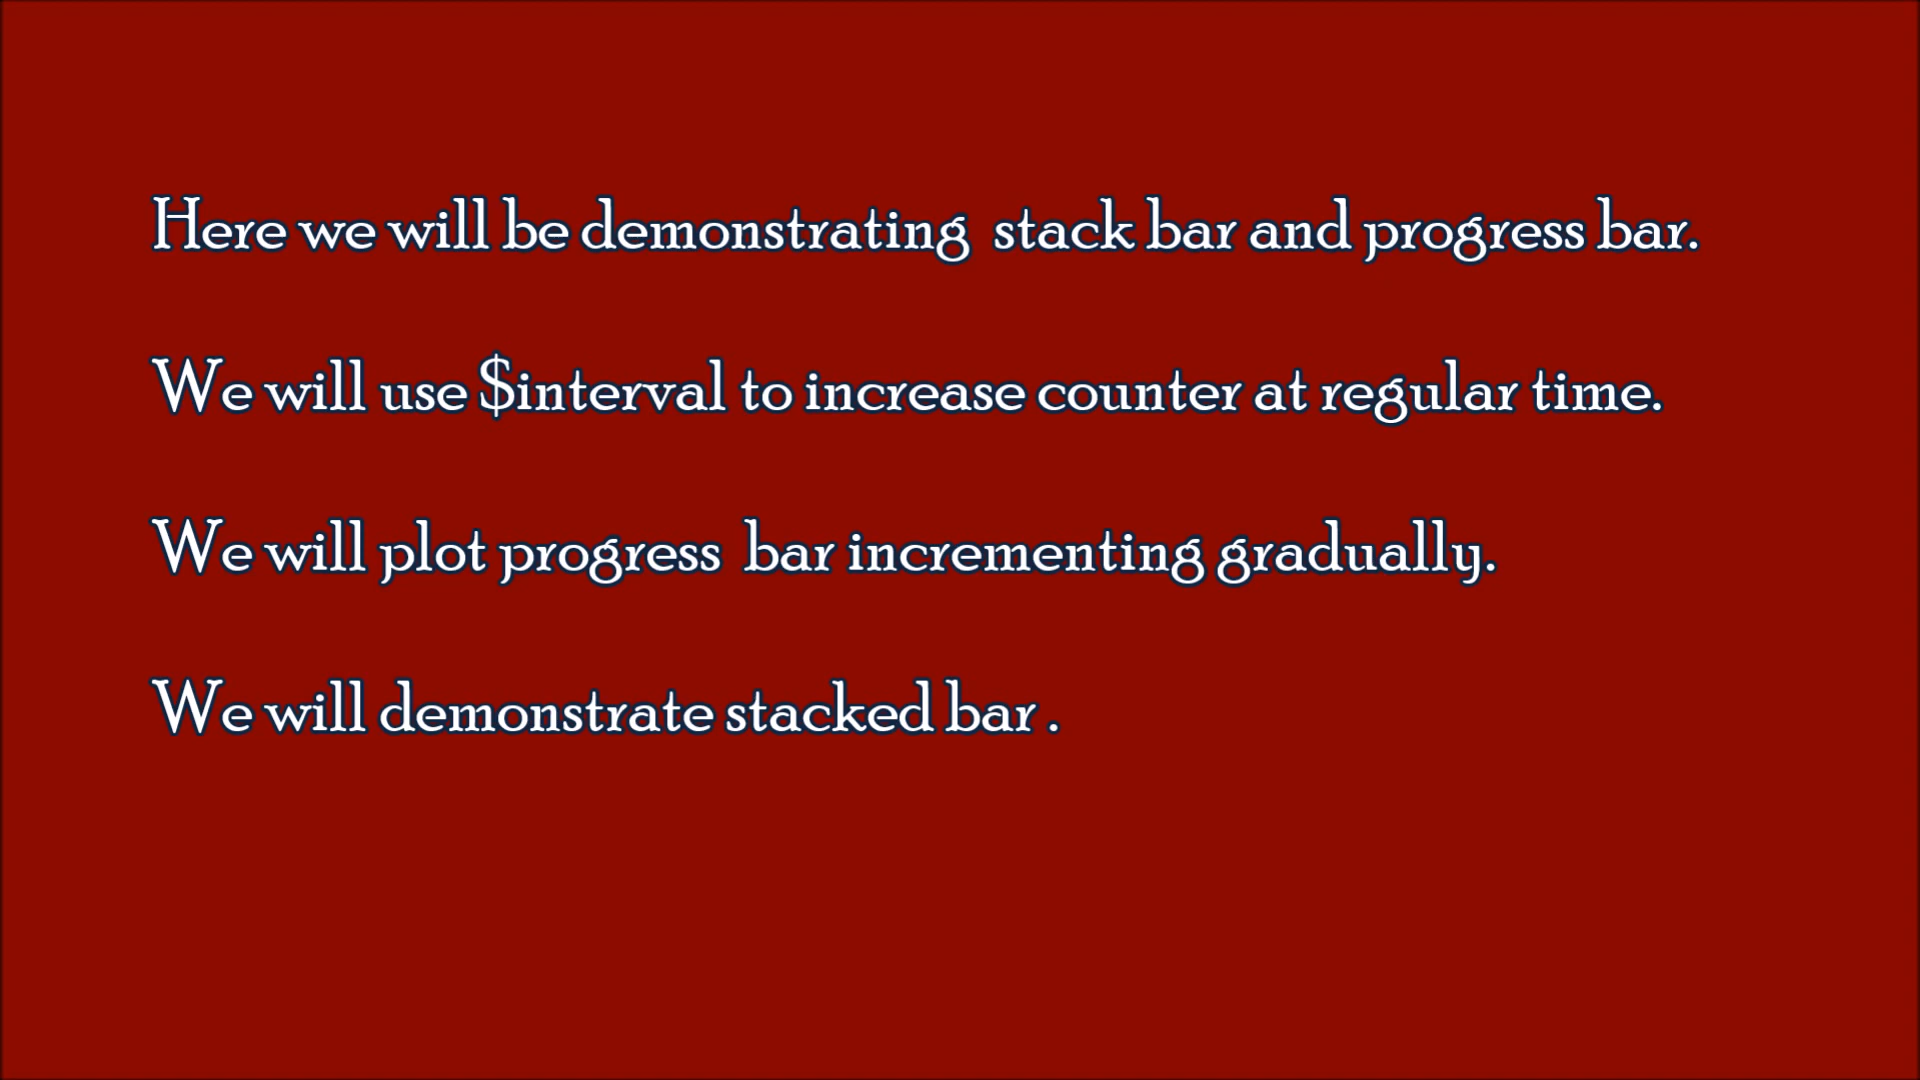 Here we will be demonstrating  stack bar and progress bar.
We will use $interval to increase counter at regular time.
We will plot progress  bar incrementing gradually.
We will demonstrate stacked bar .